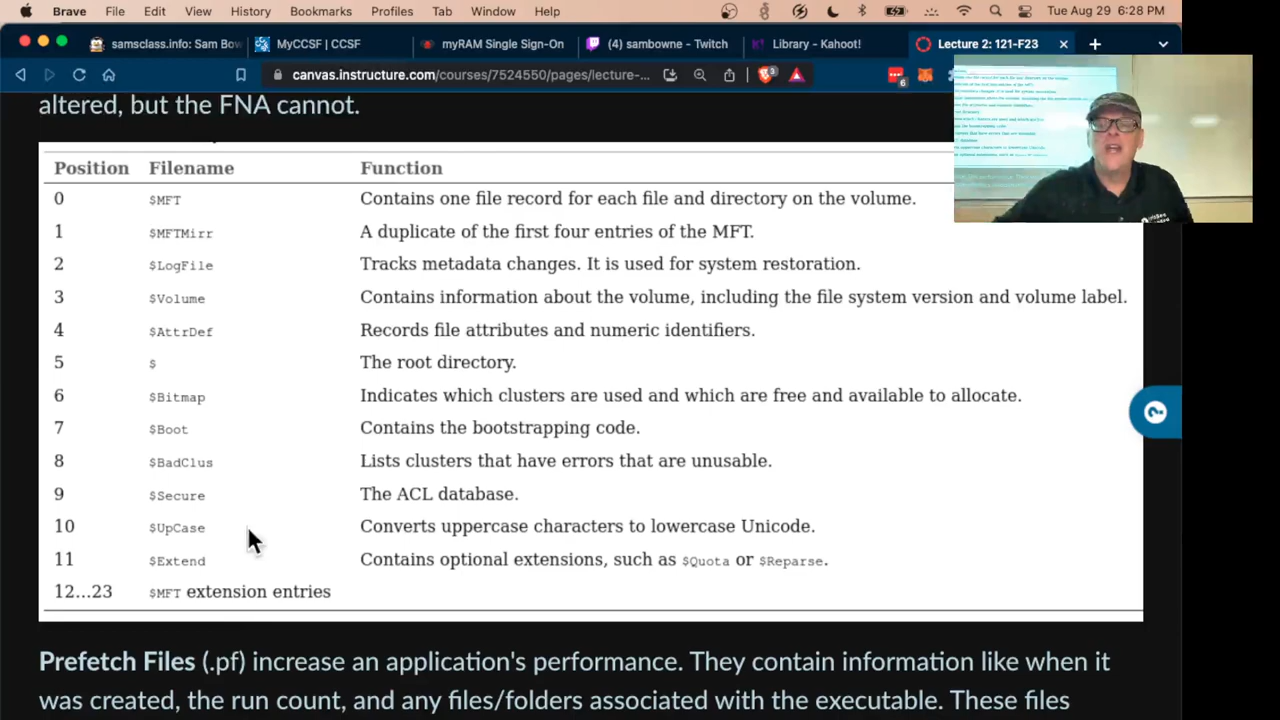 Brave File Edit View History Bookmarks Profiles Tab Window Help Tue Aug 29 6:28 PM
samsclass.info: Sam Bow MyCCSF | CCSF myRAM Single Sign-On (4) sambowne - Twitch Library - Kahoot! Lecture 2: 121-F23
canvas.instructure.com/courses/7524560/pages/lecture-...
6
altered, but the
Position Filename Function
0 $MFT Contains one file record for each file and directory on the volume.
1 $MFTMirr A duplicate of the first four entries of the MFT.
2 $LogFile Tracks metadata changes. It is used for system restoration.
3 $Volume Contains information about the volume, including the file system version and volume label.
4 $AttrDef Records file attributes and numeric identifiers.
5 $ The root directory.
6 $Bitmap Indicates which clusters are used and which are free and available to allocate.
7 $Boot Contains the bootstrapping code.
8 $BadClus Lists clusters that have errors that are unusable.
9 $Secure The ACL database.
10 $UpCase Converts uppercase characters to lowercase Unicode.
11 $Extend Contains optional extensions, such as $Quota or $Reparse.
12...23 $MFT extension entries
Prefetch Files (.pf) increase an application's performance. They contain information like when it
was created, the run count, and any files/folders associated with the executable. These files